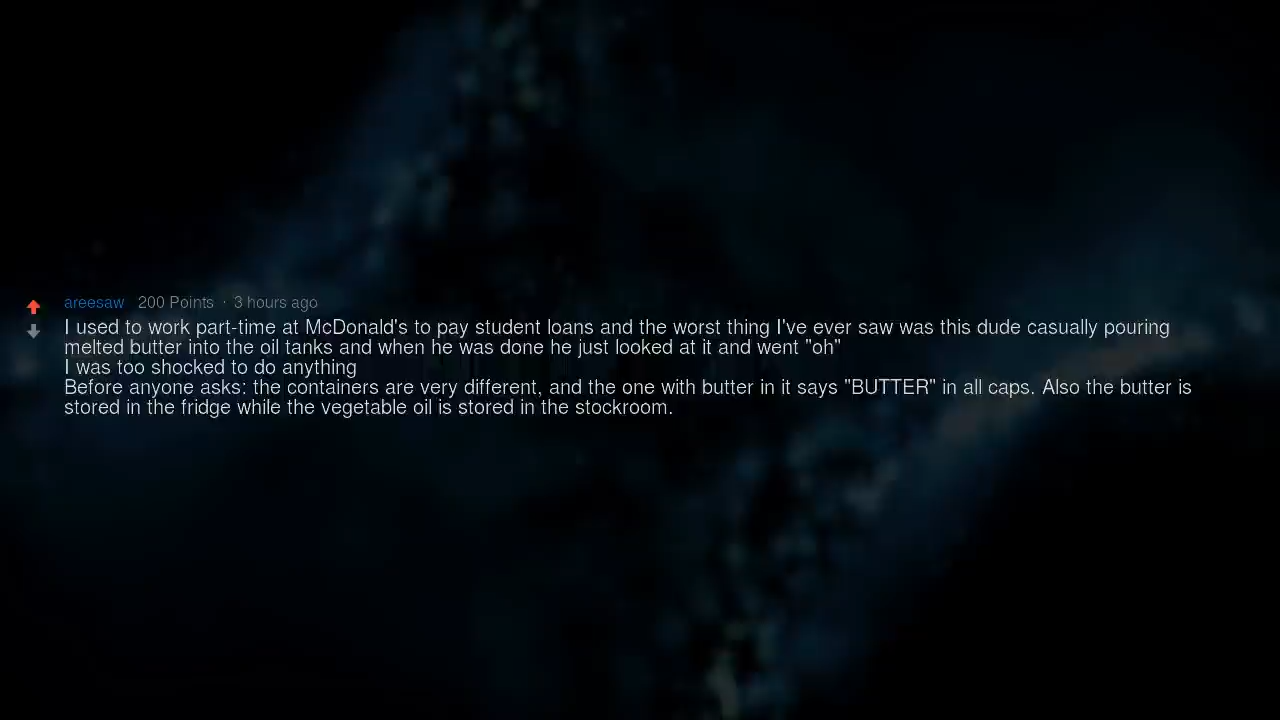 areesaw 200 Points · 3 hours ago
I used to work part-time at McDonald's to pay student loans and the worst thing I've ever saw was this dude casually pouring
melted butter into the oil tanks and when he was done he just looked at it and went "oh"
I was too shocked to do anything
Before anyone asks: the containers are very different, and the one with butter in it says "BUTTER" in all caps. Also the butter is
stored in the fridge while the vegetable oil is stored in the stockroom.